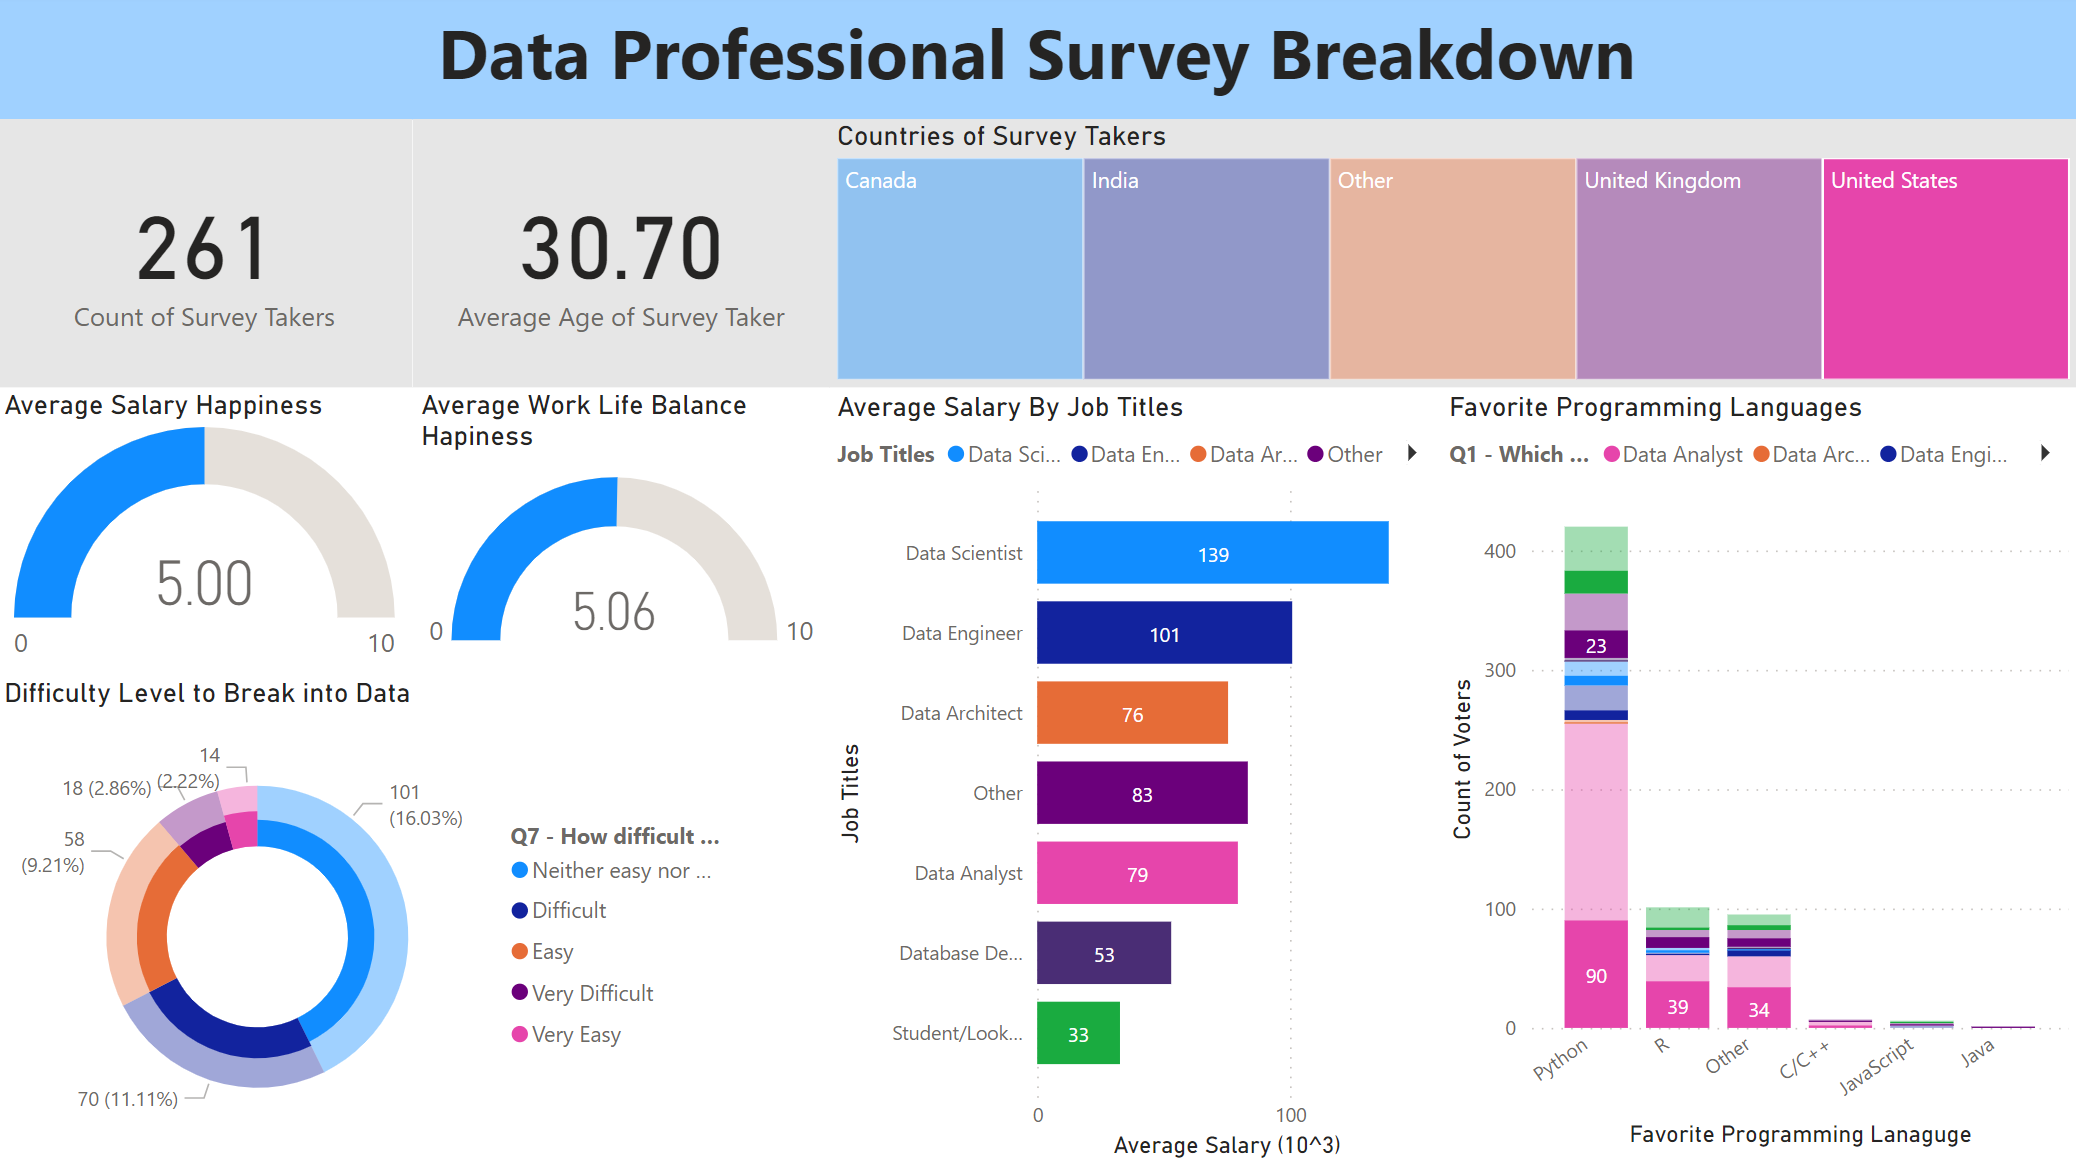 Data Professional Survey Breakdown
261
Count of Survey Takers
30.70
Average Age of Survey Taker
Countries of Survey Takers
Canada
India
Other
United Kingdom
United States
Average Salary Happiness
5.00
0
10
Average Work Life Balance
Hapiness
5.06
0
10
Difficulty Level to Break into Data
14
(2.22%)
18 (2.86%)
58
(9.21%)
101
(16.03%)
70 (11.11%)
Q7 - How difficult ...
Neither easy nor ...
Difficult
Easy
Very Difficult
Very Easy
Average Salary By Job Titles
Job Titles Data Sci... Data En... Data Ar... Other
Job Titles
Data Scientist 139
Data Engineer 101
Data Architect 76
Other 83
Data Analyst 79
Database De... 53
Student/Look... 33
0 100
Average Salary (10^3)
Favorite Programming Languages
Q1 - Which ... Data Analyst Data Arc... Data Engi...
Count of Voters
400
300
200
100
0
23
90
39
34
Python
R
Other
C/C++
JavaScript
Java
Favorite Programming Lanaguge